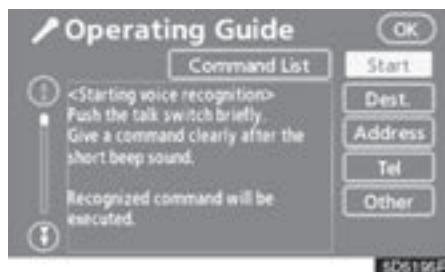 Operating Guide
OK
Command List
Start
<Starting voice recognition>
Push the talk switch briefly.
Give a command clearly after the
short beep sound.
Recognized command will be
executed.
Dest.
Address
Tel
Other